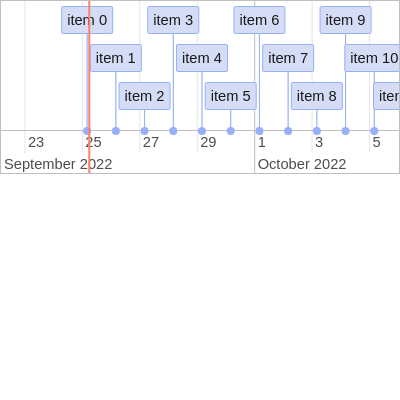 item 0 item 3 item 6 item 9
item 1 item 4 item 7 item 10
item 2 item 5 item 8
23 25 27 29 1 3 5
September 2022 October 2022